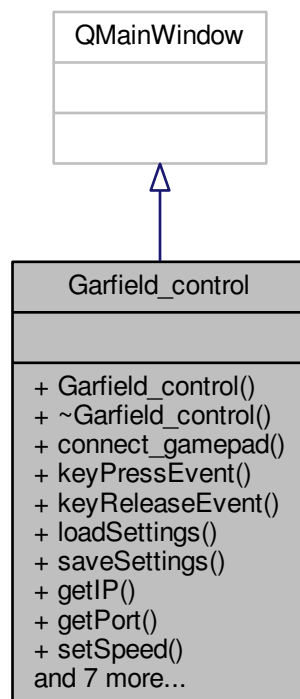 QMainWindow
Garfield_control
+ Garfield_control()
+ ~Garfield_control()
+ connect_gamepad()
+ keyPressEvent()
+ keyReleaseEvent()
+ loadSettings()
+ saveSettings()
+ getIP()
+ getPort()
+ setSpeed()
and 7 more...